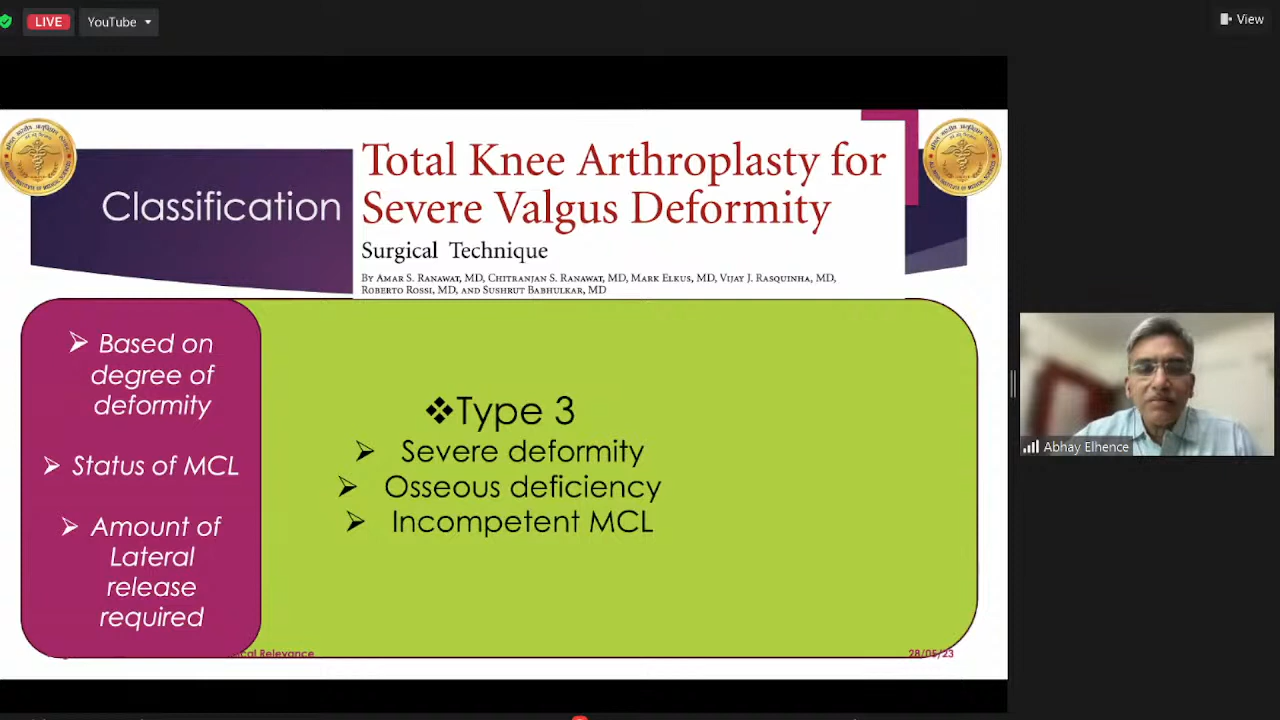 LIVE
YouTube
View
Classification
Total Knee Arthroplasty for
Severe Valgus Deformity
Surgical Technique
By Amar S. Ranawat, MD, Chitranjan S. Ranawat, MD, Mark Elkus, MD, Vijay J. Rasquinha, MD,
Roberto Rossi, MD, and Sushrut Babhulkar, MD
➢ Based on
degree of
deformity
➢ Status of MCL
➢ Amount of
Lateral
release
required
❖Type 3
➢ Severe deformity
➢ Osseous deficiency
➢ Incompetent MCL
Relevance
28/05/23
Abhay Elhence